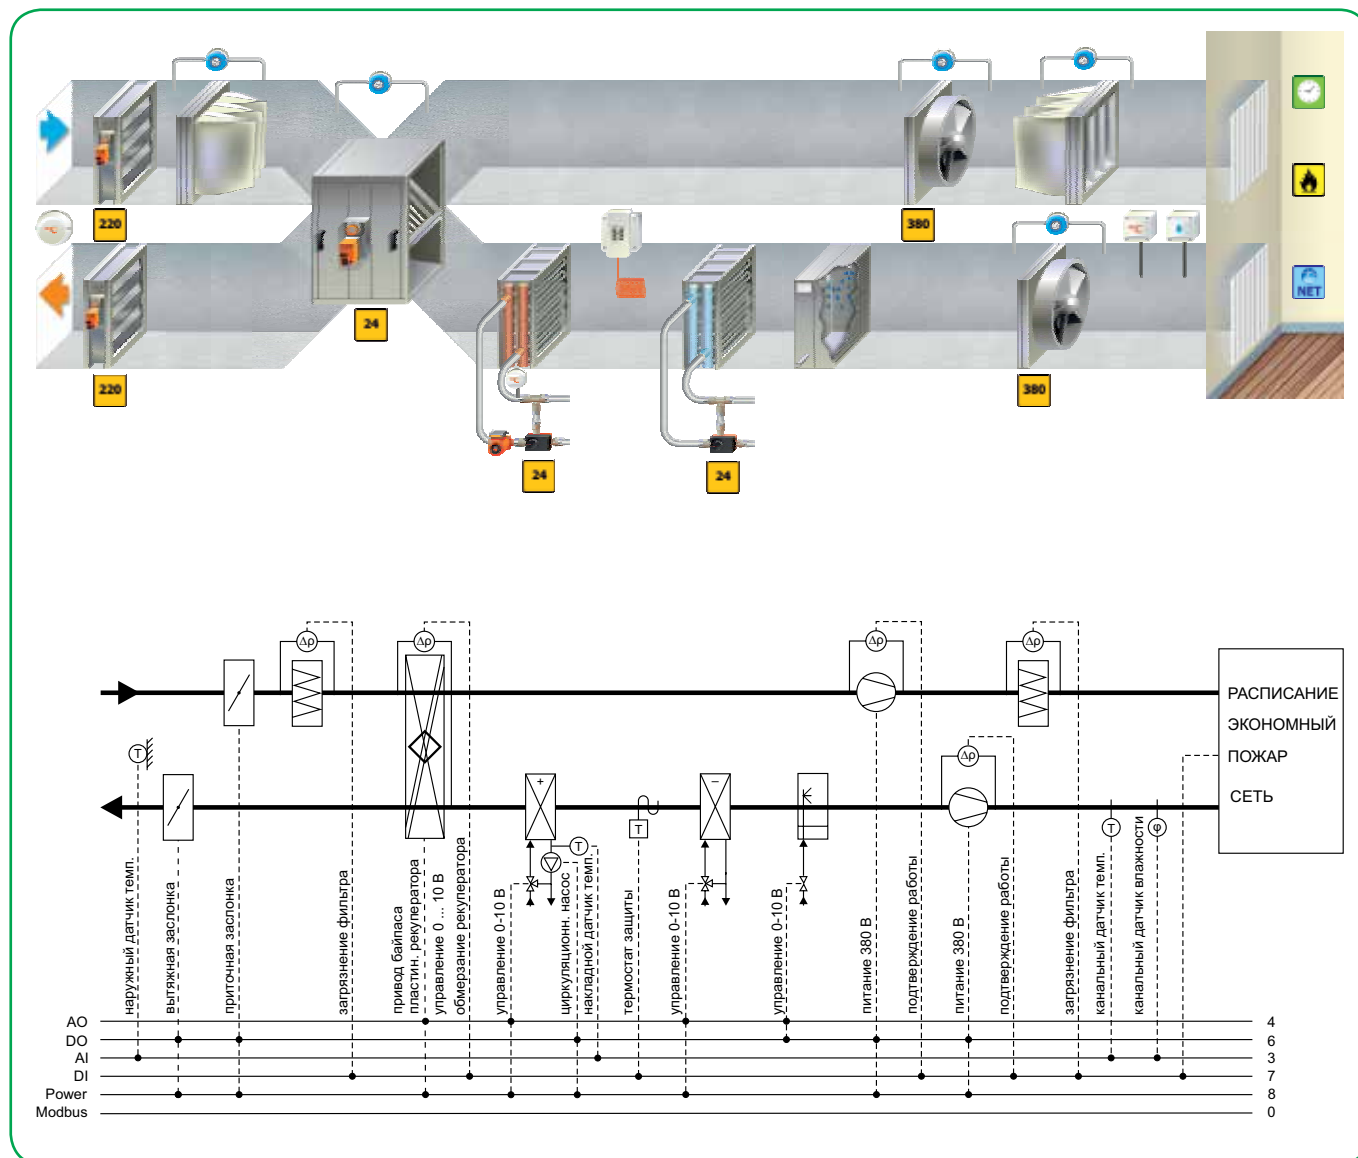 °C
220
380
°C
NET
24
220
380
°C
24
24
Δp
Δp
Δp
Δp
РАСПИСАНИЕ
ЭКОНОМНЫЙ
ПОЖАР
СЕТЬ
T
Δp
+
–
T
T
T
φ
наружный датчик темп.
вытяжная заслонка
приточная заслонка
загрязнение фильтра
привод байпаса
пластин. рекуператора
управление 0 ... 10 В
обмерзание рекуператора
управление 0-10 В
циркуляционн. насос
накладной датчик темп.
термостат защиты
управление 0-10 В
управление 0-10 В
питание 380 В
подтверждение работы
питание 380 В
подтверждение работы
загрязнение фильтра
канальный датчик темп.
канальный датчик влажности
AO 4
DO 6
AI 3
DI 7
Power 8
Modbus 0